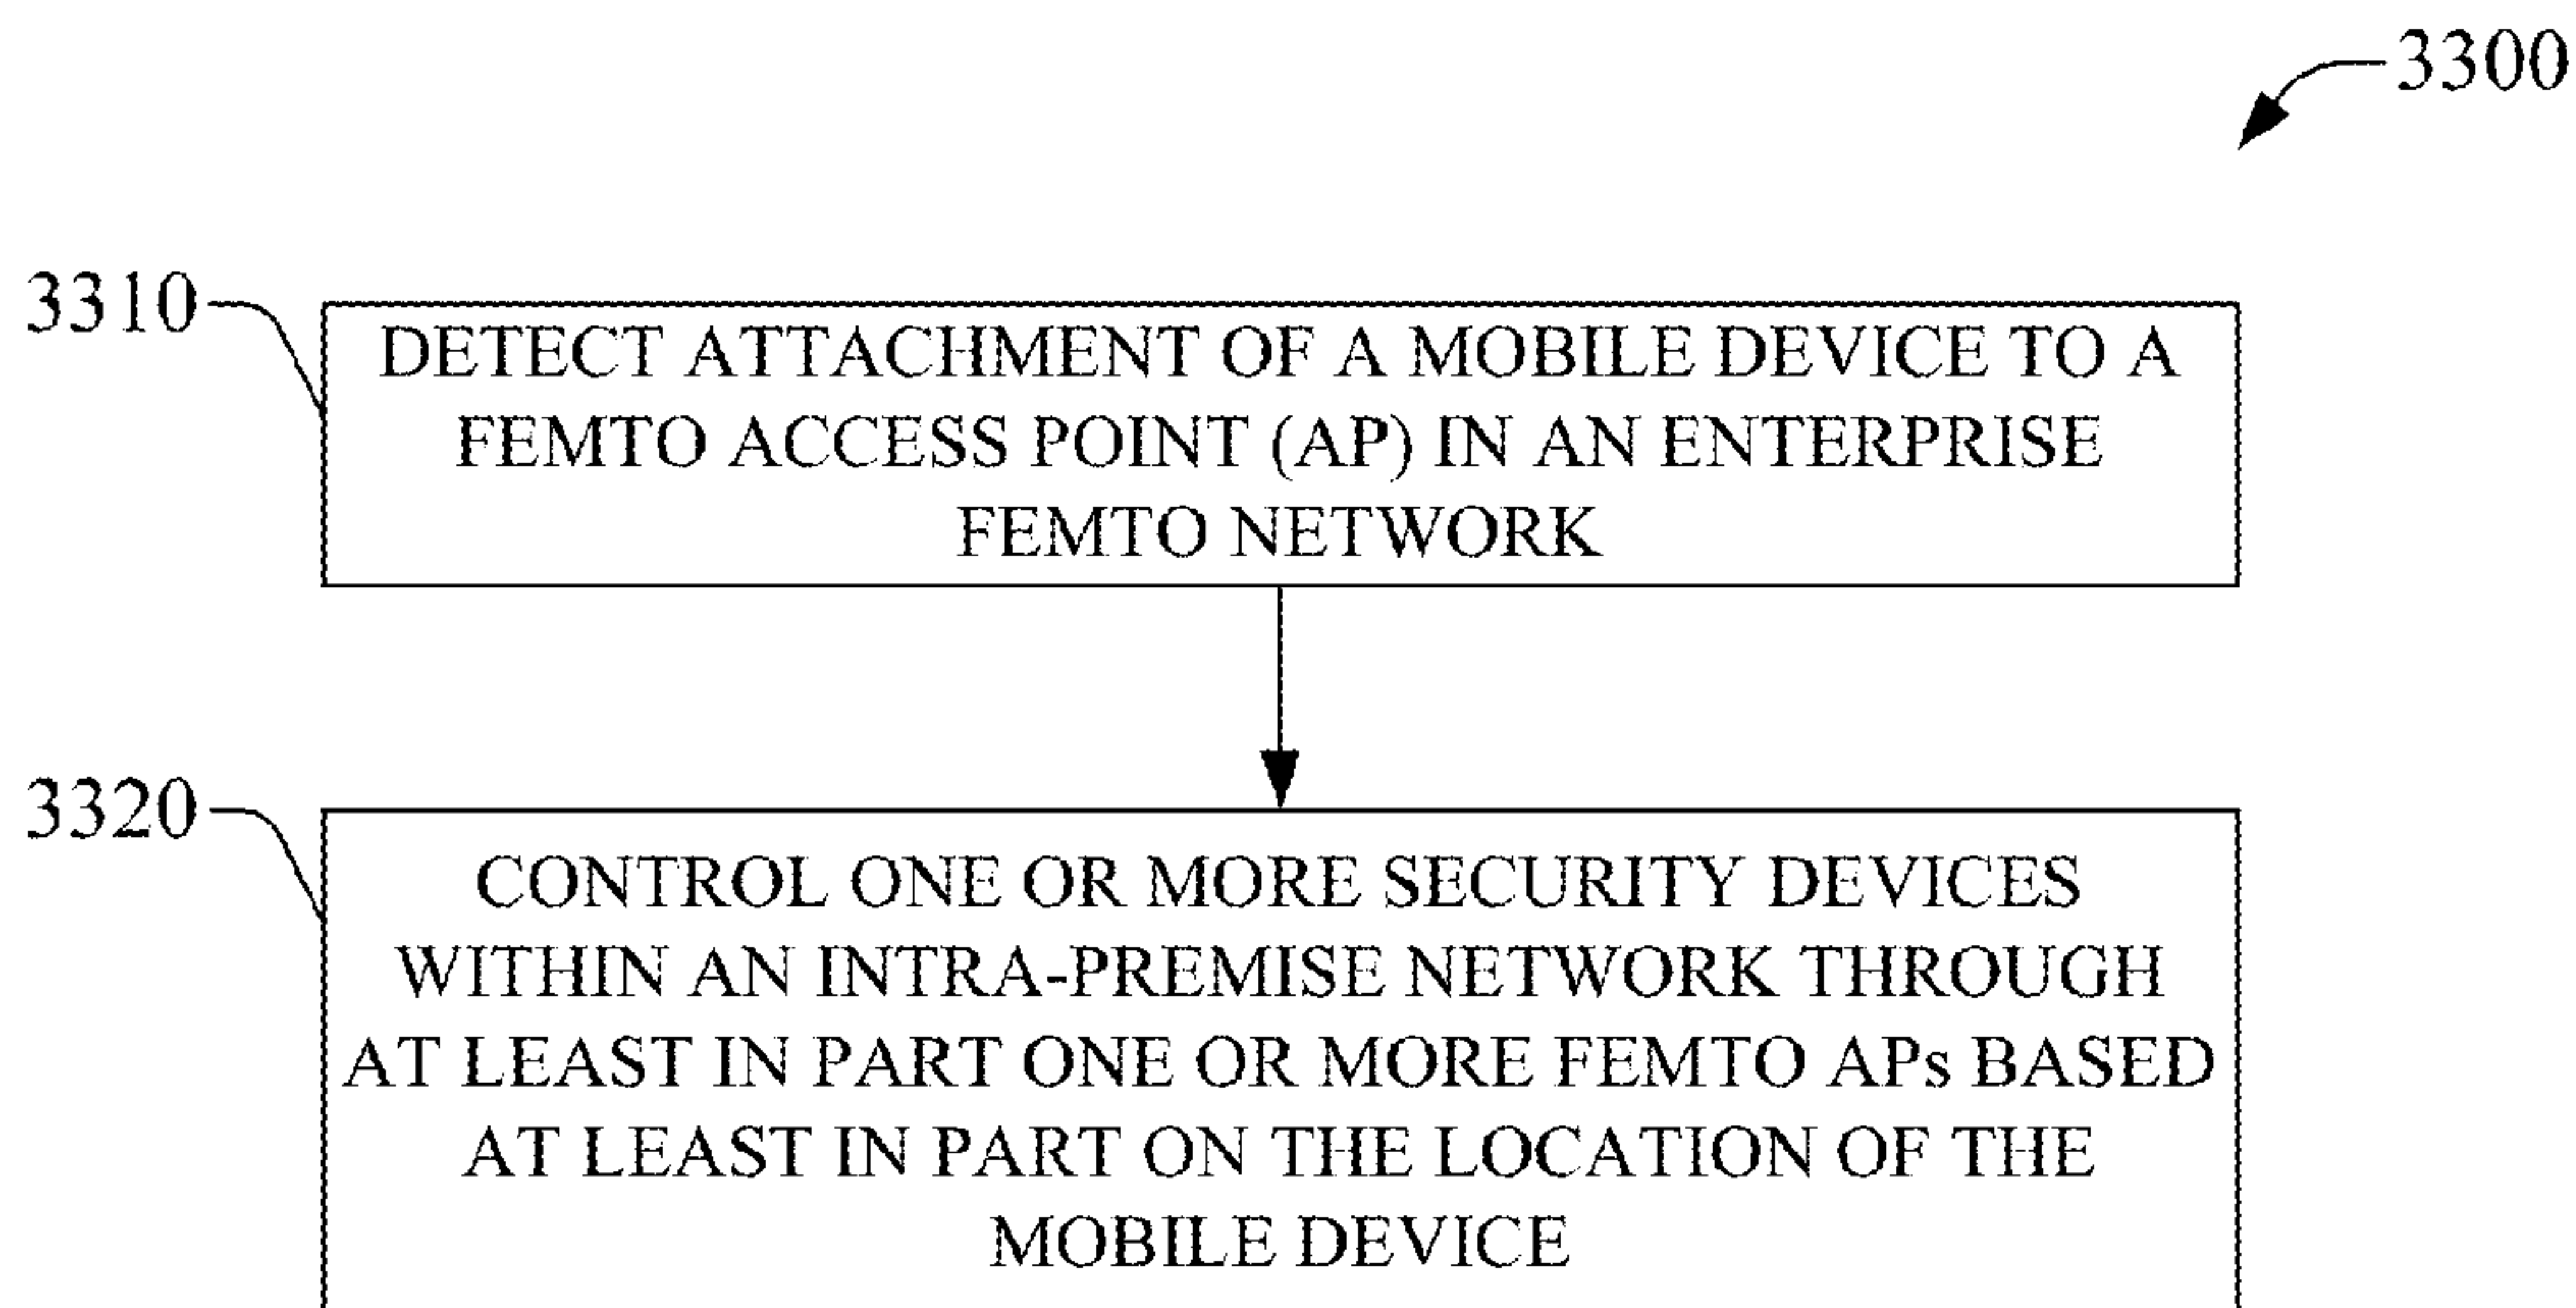 3300
3310
DETECT ATTACHMENT OF A MOBILE DEVICE TO A
FEMTO ACCESS POINT (AP) IN AN ENTERPRISE
FEMTO NETWORK
3320
CONTROL ONE OR MORE SECURITY DEVICES
WITHIN AN INTRA-PREMISE NETWORK THROUGH
AT LEAST IN PART ONE OR MORE FEMTO APs BASED
AT LEAST IN PART ON THE LOCATION OF THE
MOBILE DEVICE